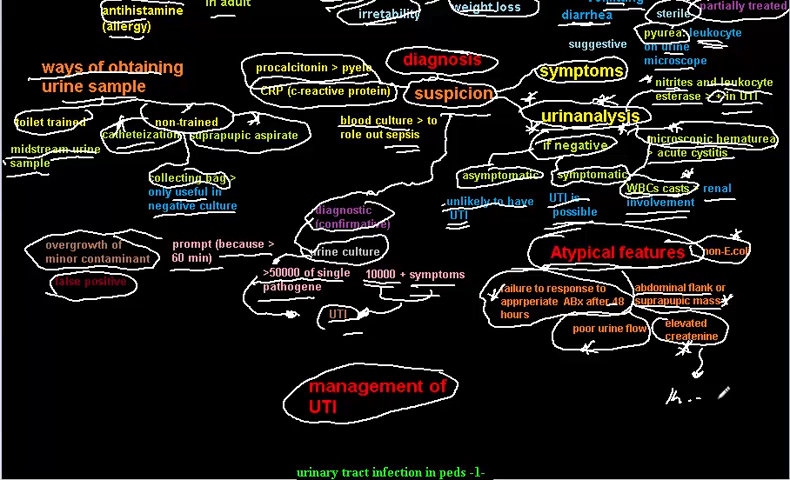 antihistamine
(allergy)
in adult
irretability
weight loss
diarrhea
sterile
partially treated
pyurea: leukocyte
on urine
microscope
suggestive
symptoms
nitrites and leukocyte
esterase > + in UTI
urinanalysis
microscopic hematurea
> acute cystitis
if negative
asymptomatic
symptomatic
WBCs casts > renal
involvement
unlikely to have
UTI
UTI is
possible
diagnosis
suspicion
procalcitonin > pyelo
CRP (c-reactive protein)
blood culture > to
role out sepsis
ways of obtaining
urine sample
toilet trained
non-trained
catheteization
suprapupic aspirate
midstream urine
sample
collecting bag >
only useful in
negative culture
diagnostic
(confirmative)
urine culture
>50000 of single
pathogene
10000 + symptoms
UTI
prompt (because >
60 min)
overgrowth of
minor contaminant
false positive
Atypical features
non-E.coli
failure to response to
apprperiate ABx after 48
hours
abdominal flank or
suprapupic mass
poor urine flow
elevated
createnine
management of
UTI
urinary tract infection in peds -1-